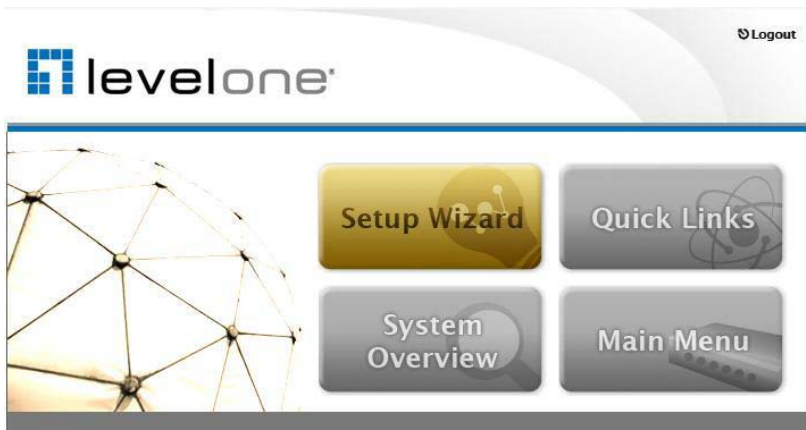 Logout
levelone
Setup Wizard
Quick Links
System
Overview
Main Menu